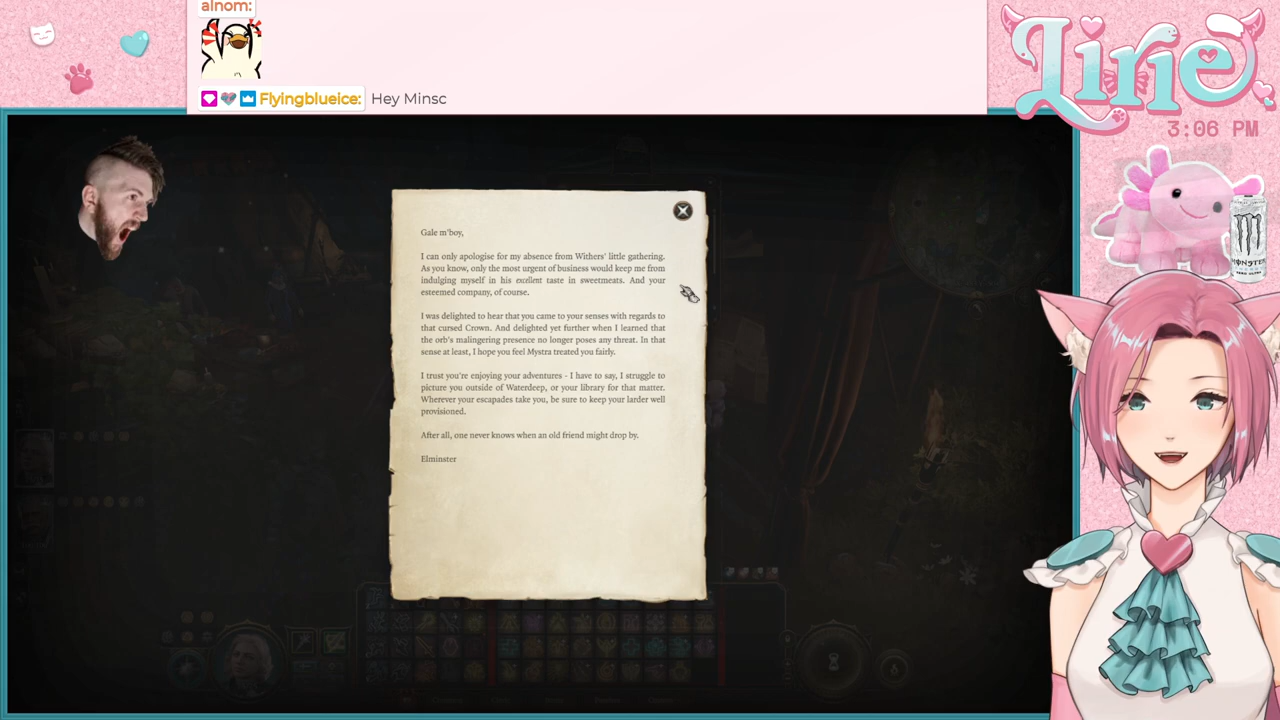 alnom:
Flyingblueice: Hey Minsc
Lirie
3:06 PM
MONSTER
Gale m'boy,
I can only apologise for my absence from Withers' little gathering.
As you know, only the most urgent of business would keep me from
indulging myself in his excellent taste in sweetmeats. And your
esteemed company, of course.
I was delighted to hear that you came to your senses with regards to
that cursed Crown. And delighted yet further when I learned that
the orb's malingering presence no longer poses any threat. In that
sense at least, I hope you feel Mystra treated you fairly.
I trust you're enjoying your adventures - I have to say, I struggle to
picture you outside of Waterdeep, or your library for that matter.
Wherever your escapades take you, be sure to keep your larder well
provisioned.
After all, one never knows when an old friend might drop by.
Elminster